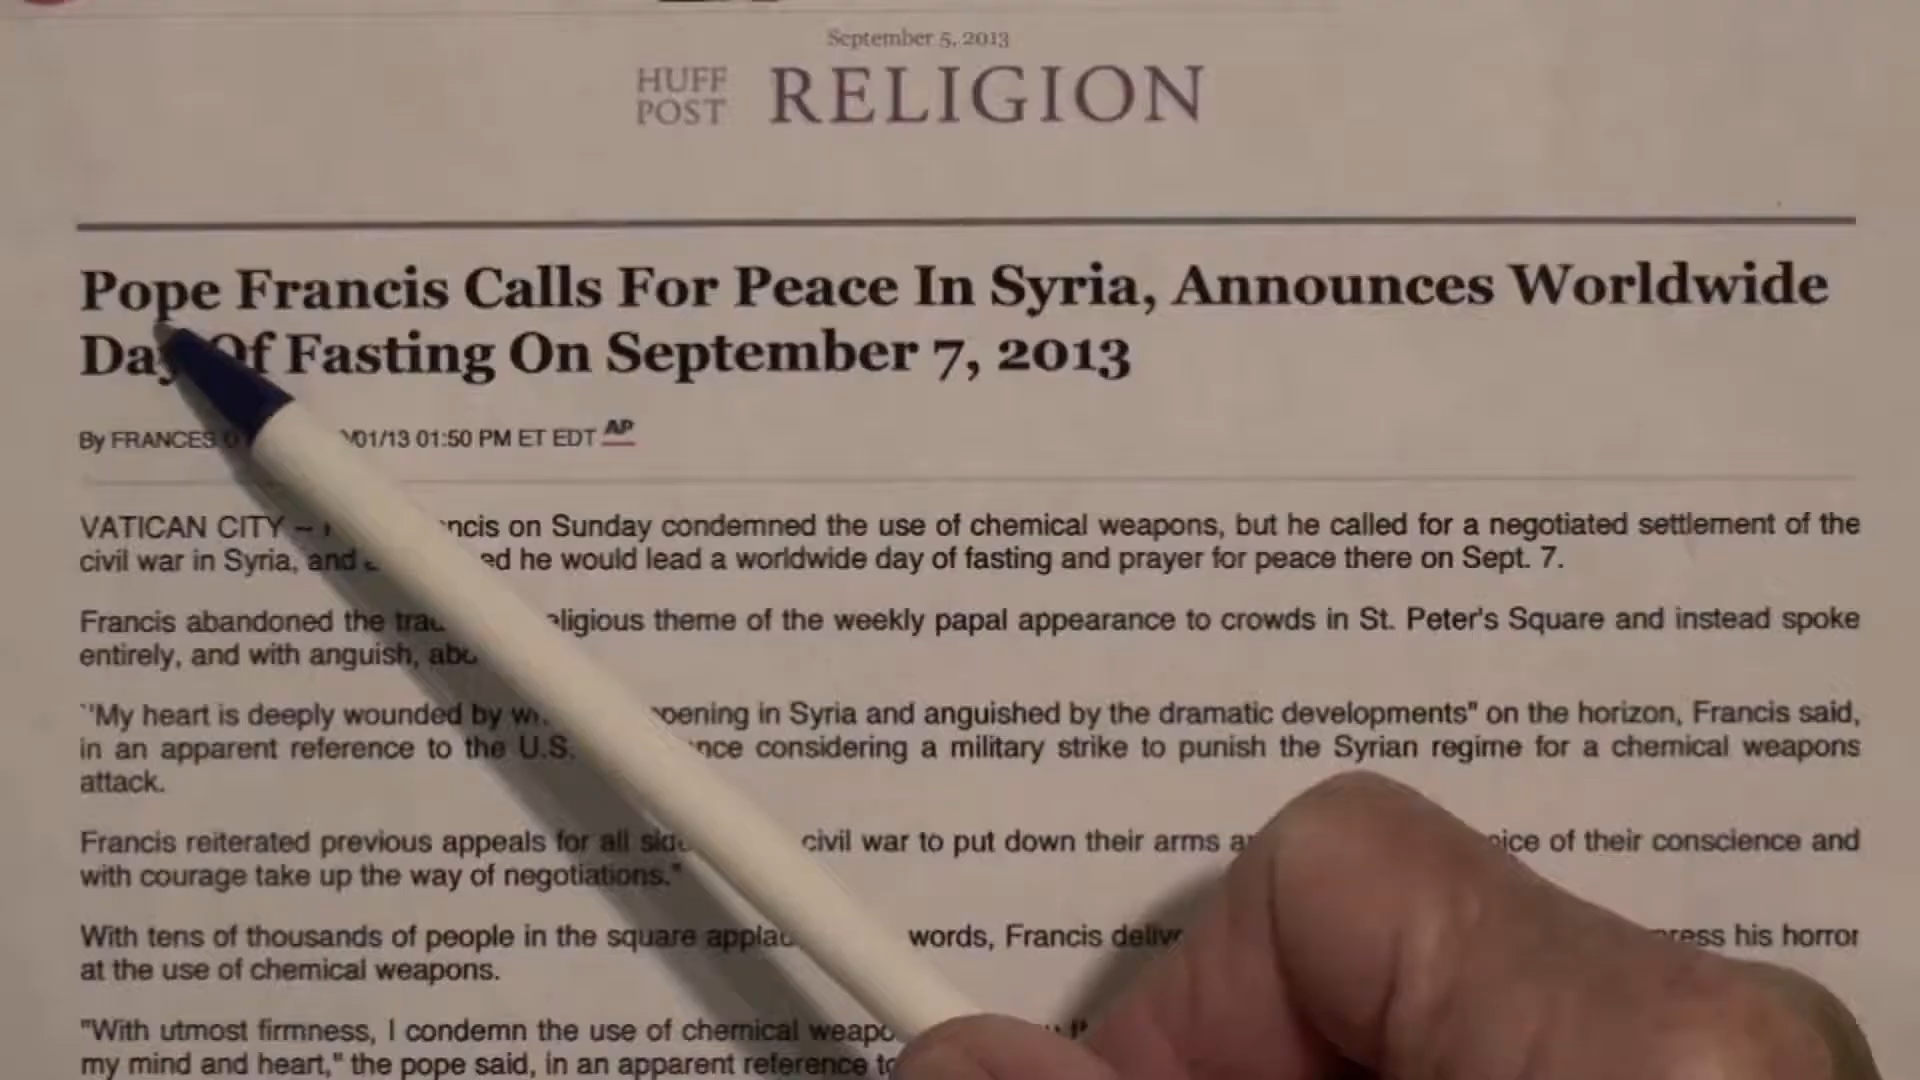 September 5, 2013
HUFF
POST
RELIGION
Pope Francis Calls For Peace In Syria, Announces Worldwide
Day Of Fasting On September 7, 2013
By FRANCES /01/13 01:50 PM ET EDT AP
VATICAN CITY -- on Sunday condemned the use of chemical weapons, but he called for a negotiated settlement of the
civil war in Syria, and he would lead a worldwide day of fasting and prayer for peace there on Sept. 7.
Francis abandoned the theme of the weekly papal appearance to crowds in St. Peter's Square and instead spoke
entirely, and with anguish,
``My heart is deeply wounded by in Syria and anguished by the dramatic developments" on the horizon, Francis said,
in an apparent reference to the U.S. considering a military strike to punish the Syrian regime for a chemical weapons
attack.
Francis reiterated previous appeals for all civil war to put down their arms of their conscience and
with courage take up the way of negotiations."
With tens of thousands of people in the square words, Francis his horror
at the use of chemical weapons.
"With utmost firmness, I condemn the use of chemical
my mind and heart," the pope said, in an apparent reference